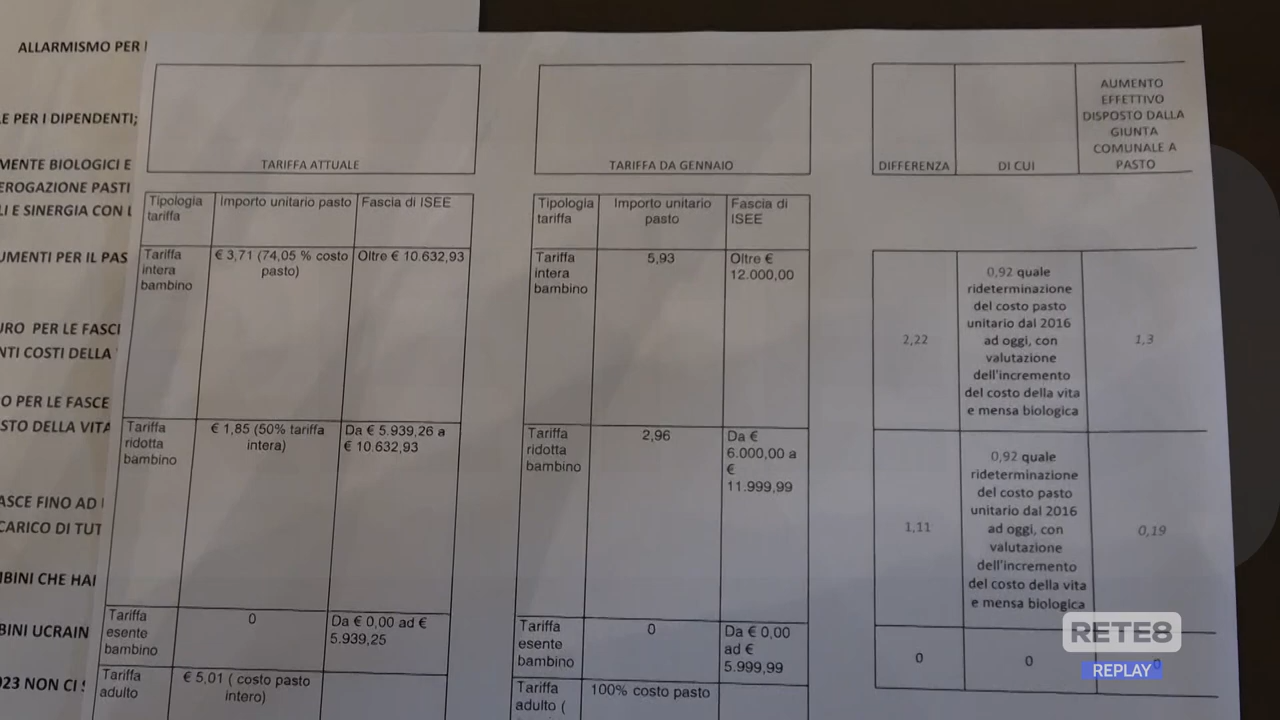 ALLARMISMO PER
E PER I DIPENDENTI;
MENTE BIOLOGICI E
EROGAZIONE PASTI
I E SINERGIA CON
UMENTI PER IL PAS
URO PER LE FASCI
NTI COSTI DELLA
O PER LE FASCE
STO DELLA VITA
ASCE FINO AD
CARICO DI TUT
MBINI CHE HAI
BINI UCRAIN
023 NON CI
TARIFFA ATTUALE
Tipologia
tariffa
Importo unitario pasto
Fascia di ISEE
Tariffa
intera
bambino
€ 3,71 (74,05 % costo
pasto)
Oltre € 10.632,93
Tariffa
ridotta
bambino
€ 1,85 (50% tariffa
intera)
Da € 5.939,26 a
€ 10.632,93
Tariffa
esente
bambino
0
Da € 0,00 ad €
5.939,25
Tariffa
adulto
€ 5,01 ( costo pasto
intero)
TARIFFA DA GENNAIO
Tipologia
tariffa
Importo unitario
pasto
Fascia di
ISEE
Tariffa
intera
bambino
5,93
Oltre €
12.000,00
Tariffa
ridotta
bambino
2,96
Da €
6.000,00 a
€
11.999,99
Tariffa
esente
bambino
0
Da € 0,00
ad €
5.999,99
Tariffa
adulto (
100% costo pasto
DIFFERENZA
DI CUI
AUMENTO
EFFETTIVO
DISPOSTO DALLA
GIUNTA
COMUNALE A
PASTO
2,22
0,92 quale
rideterminazione
del costo pasto
unitario dal 2016
ad oggi, con
valutazione
dell'incremento
del costo della vita
e mensa biologica
1,3
1,11
0,92 quale
rideterminazione
del costo pasto
unitario dal 2016
ad oggi, con
valutazione
dell'incremento
del costo della vita
e mensa biologica
0,19
0
0
0
RETE8
REPLAY